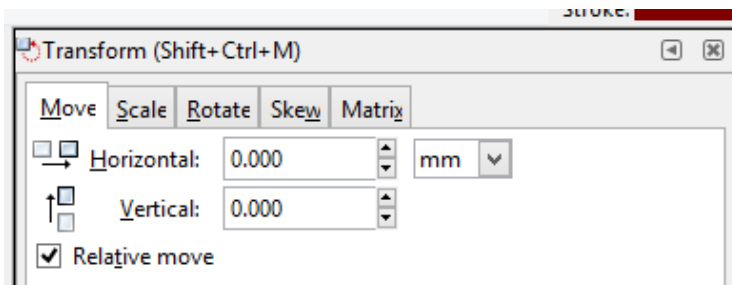 Stroke:
Transform (Shift+Ctrl+M)
Move Scale Rotate Skew Matrix
Horizontal: 0.000 mm
Vertical: 0.000
Relative move